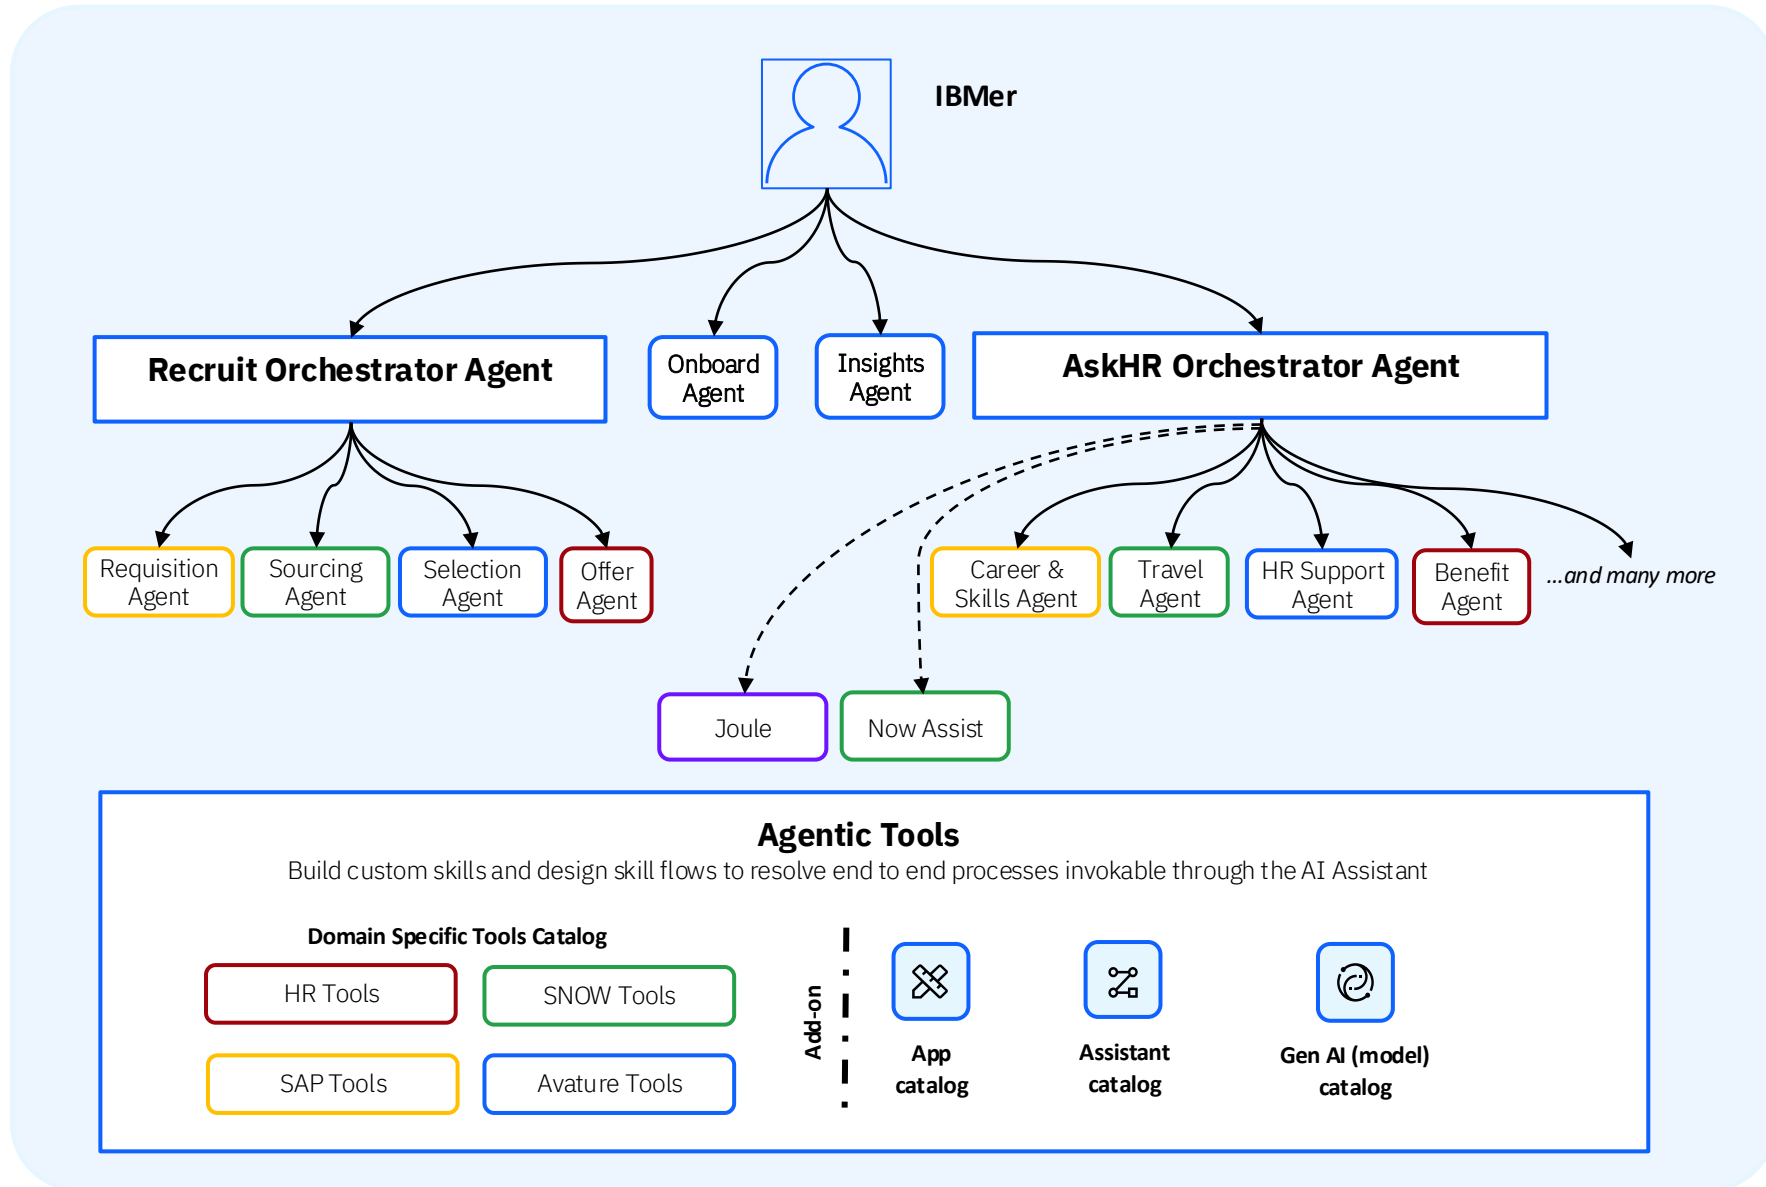 IBMer
Recruit Orchestrator Agent
Onboard
Agent
Insights
Agent
AskHR Orchestrator Agent
Requisition
Agent
Sourcing
Agent
Selection
Agent
Offer
Agent
Career &
Skills Agent
Travel
Agent
HR Support
Agent
Benefit
Agent
...and many more
Joule
Now Assist
Agentic Tools
Build custom skills and design skill flows to resolve end to end processes invokable through the AI Assistant
Domain Specific Tools Catalog
HR Tools
SNOW Tools
SAP Tools
Avature Tools
Add-on
App
catalog
Assistant
catalog
Gen AI (model)
catalog